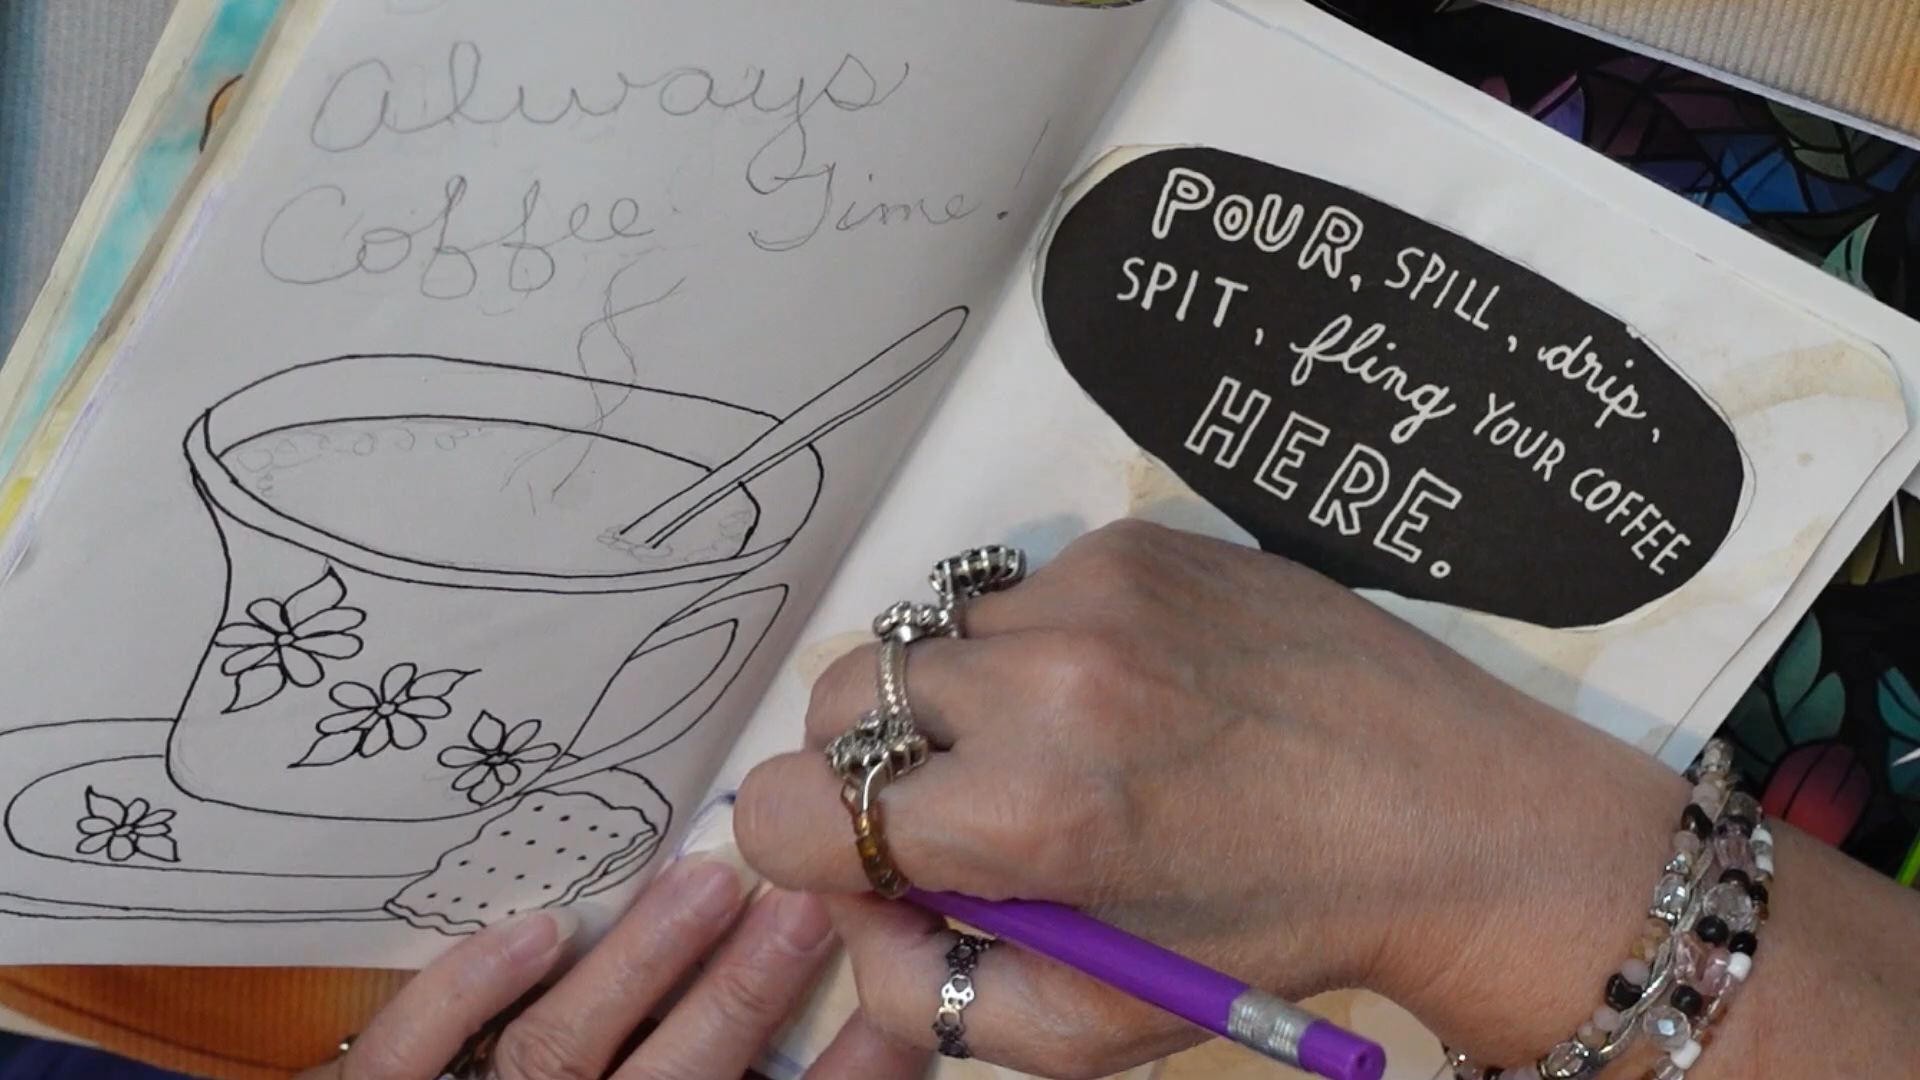 Always
Coffee Time!
POUR, SPILL, drip,
SPIT, fling YOUR COFFEE
HERE.